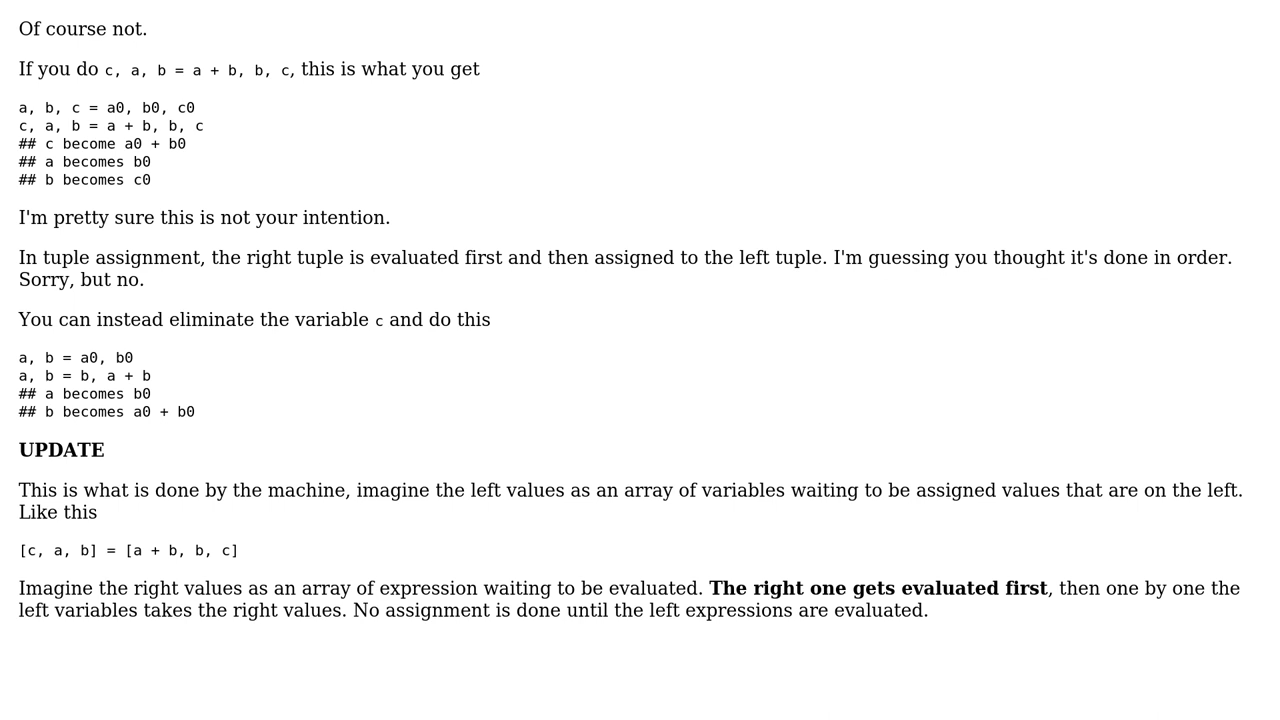 Of course not.
If you do c, a, b = a + b, b, c, this is what you get
a, b, c = a0, b0, c0
c, a, b = a + b, b, c
## c become a0 + b0
## a becomes b0
## b becomes c0
I'm pretty sure this is not your intention.
In tuple assignment, the right tuple is evaluated first and then assigned to the left tuple. I'm guessing you thought it's done in order.
Sorry, but no.
You can instead eliminate the variable c and do this
a, b = a0, b0
a, b = b, a + b
## a becomes b0
## b becomes a0 + b0
UPDATE
This is what is done by the machine, imagine the left values as an array of variables waiting to be assigned values that are on the left.
Like this
[c, a, b] = [a + b, b, c]
Imagine the right values as an array of expression waiting to be evaluated. The right one gets evaluated first, then one by one the
left variables takes the right values. No assignment is done until the left expressions are evaluated.